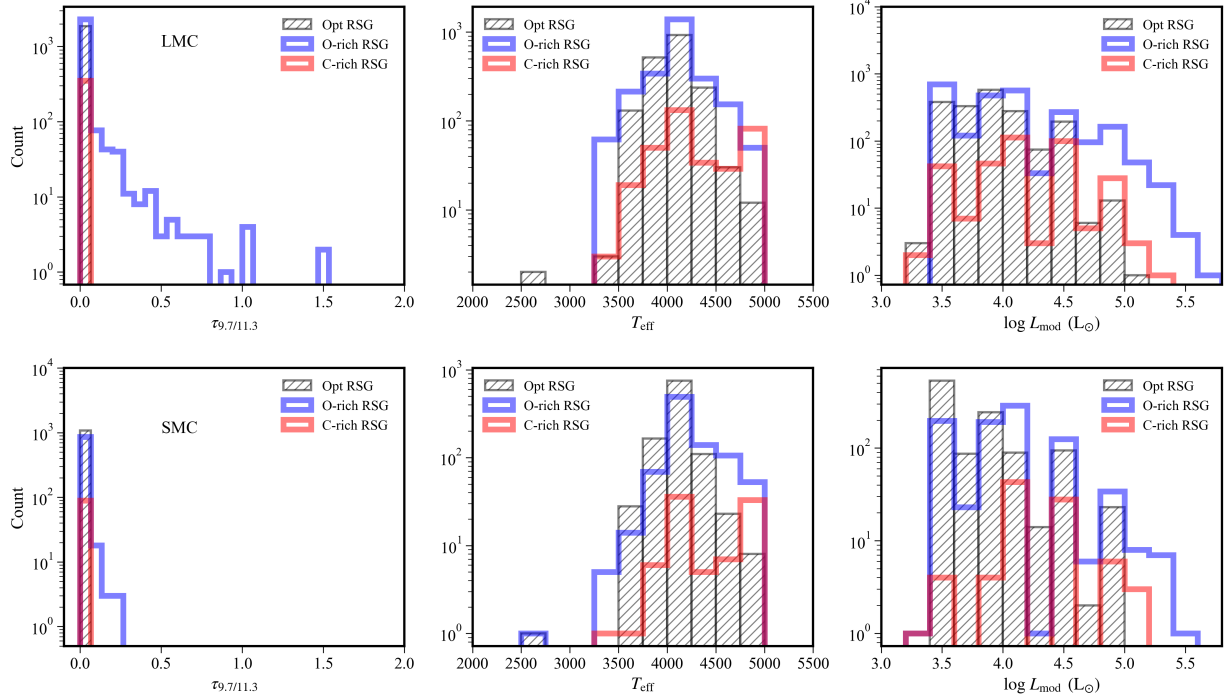 LMC
Opt RSG
O-rich RSG
C-rich RSG
Count
10^3
10^2
10^1
10^0
0.0 0.5 1.0 1.5 2.0
τ_9.7/11.3
Opt RSG
O-rich RSG
C-rich RSG
10^3
10^2
10^1
2000 2500 3000 3500 4000 4500 5000 5500
T_eff
Opt RSG
O-rich RSG
C-rich RSG
10^4
10^3
10^2
10^1
10^0
3.0 3.5 4.0 4.5 5.0 5.5
log L_mod (L_⊙)
SMC
Opt RSG
O-rich RSG
C-rich RSG
Count
10^4
10^3
10^2
10^1
10^0
0.0 0.5 1.0 1.5 2.0
τ_9.7/11.3
Opt RSG
O-rich RSG
C-rich RSG
10^3
10^2
10^1
10^0
2000 2500 3000 3500 4000 4500 5000 5500
T_eff
Opt RSG
O-rich RSG
C-rich RSG
10^2
10^1
10^0
3.0 3.5 4.0 4.5 5.0 5.5
log L_mod (L_⊙)